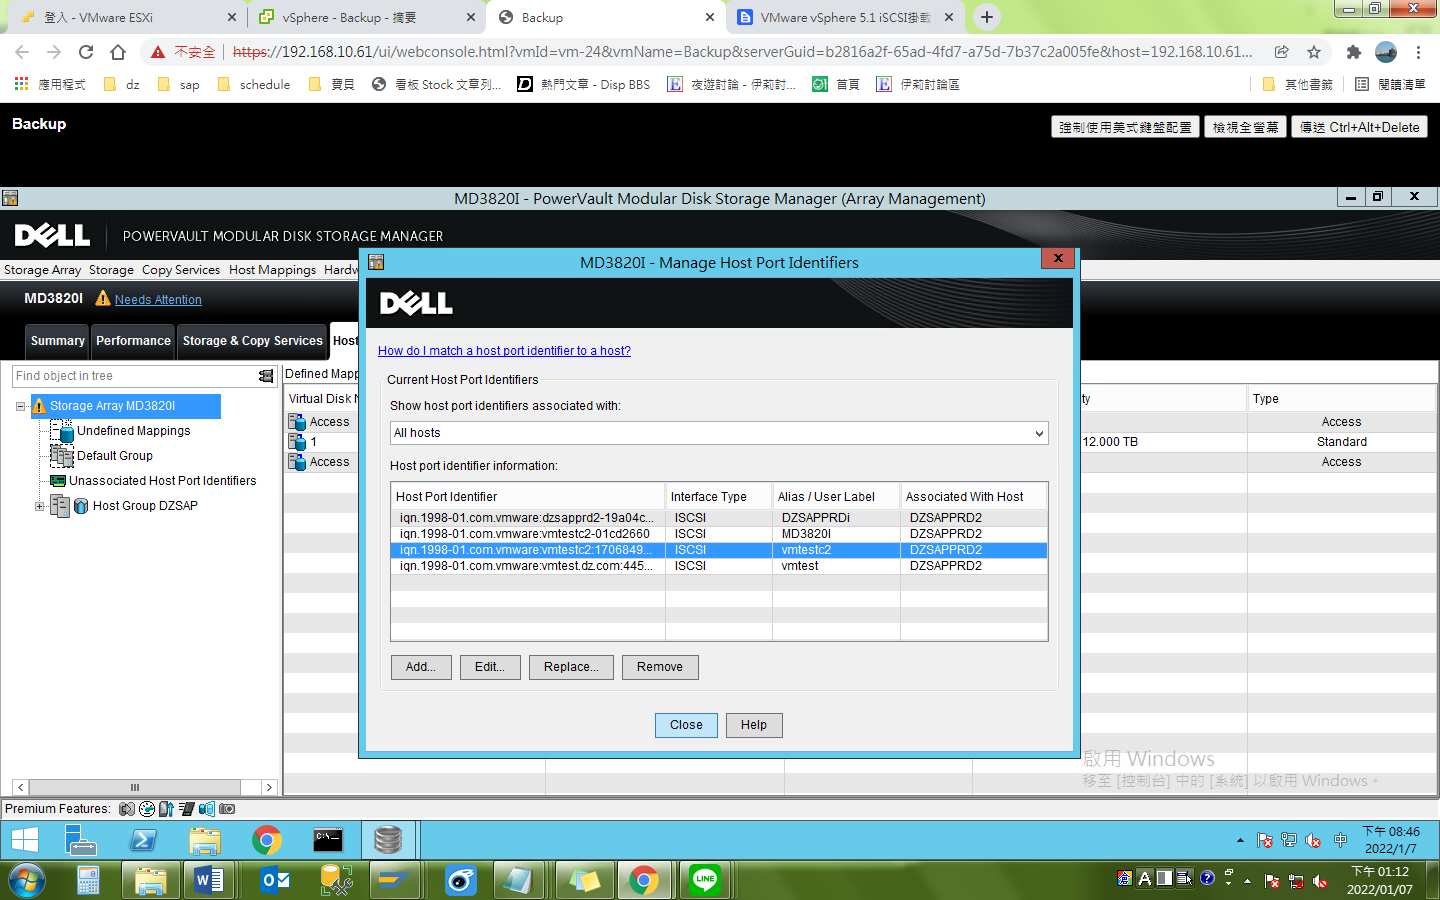 登入 - VMware ESXi
vSphere - Backup - 摘要
Backup
VMware vSphere 5.1 iSCSI掛載
不安全
https://192.168.10.61/ui/webconsole.html?vmId=vm-24&vmName=Backup&serverGuid=b2816a2f-65ad-4fd7-a75d-7b37c2a005fe&host=192.168.10.61...
應用程式
dz
sap
schedule
寶貝
看板 Stock 文章列...
熱門文章 - Disp BBS
夜遊討論 - 伊莉討...
首頁
伊莉討論區
其他書籤
閱讀清單
Backup
強制使用美式鍵盤配置
檢視全螢幕
傳送 Ctrl+Alt+Delete
MD3820I - PowerVault Modular Disk Storage Manager (Array Management)
DELL
POWERVAULT MODULAR DISK STORAGE MANAGER
Storage Array Storage Copy Services Host Mappings Hardw
MD3820I
Needs Attention
Summary
Performance
Storage & Copy Services
Host
Find object in tree
Storage Array MD3820I
Undefined Mappings
Default Group
Unassociated Host Port Identifiers
Host Group DZSAP
Defined Mapp
Virtual Disk N
ty
Type
Access
Access
1
12.000 TB
Standard
Access
Access
MD3820I - Manage Host Port Identifiers
DELL
How do I match a host port identifier to a host?
Current Host Port Identifiers
Show host port identifiers associated with:
All hosts
Host port identifier information:
Host Port Identifier
Interface Type
Alias / User Label
Associated With Host
iqn.1998-01.com.vmware:dzsapprd2-19a04c...
ISCSI
DZSAPPRDi
DZSAPPRD2
iqn.1998-01.com.vmware:vmtestc2-01cd2660
ISCSI
MD3820I
DZSAPPRD2
iqn.1998-01.com.vmware:vmtestc2:1706849...
ISCSI
vmtestc2
DZSAPPRD2
iqn.1998-01.com.vmware:vmtest.dz.com:445...
ISCSI
vmtest
DZSAPPRD2
Add...
Edit...
Replace...
Remove
Close
Help
啟用 Windows
移至 [控制台] 中的 [系統] 以啟用 Windows。
Premium Features:
中
下午 08:46
2022/1/7
LINE
A
下午 01:12
2022/01/07